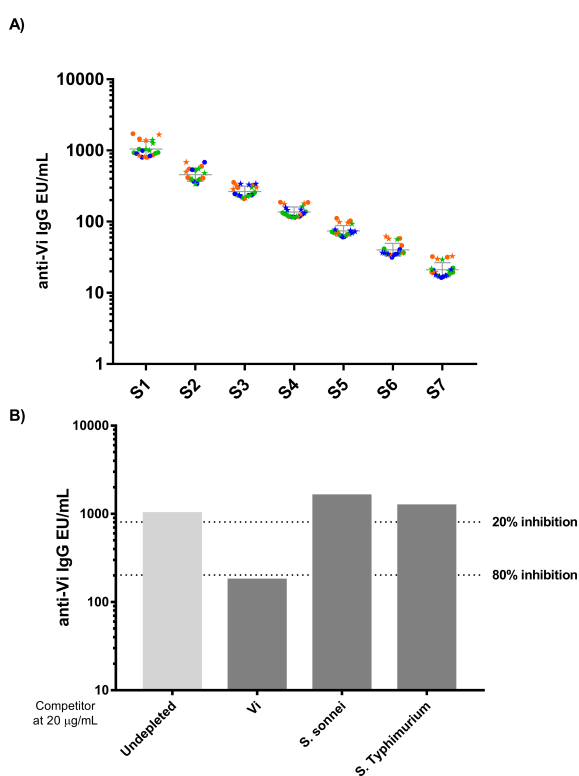 A)
anti-Vi IgG EU/mL
10000
1000
100
10
1
S1 S2 S3 S4 S5 S6 S7
B)
anti-Vi IgG EU/mL
10000
1000
100
10
20% inhibition
80% inhibition
Competitor
at 20 µg/mL
Undepleted
Vi
S. sonnei
S. Typhimurium